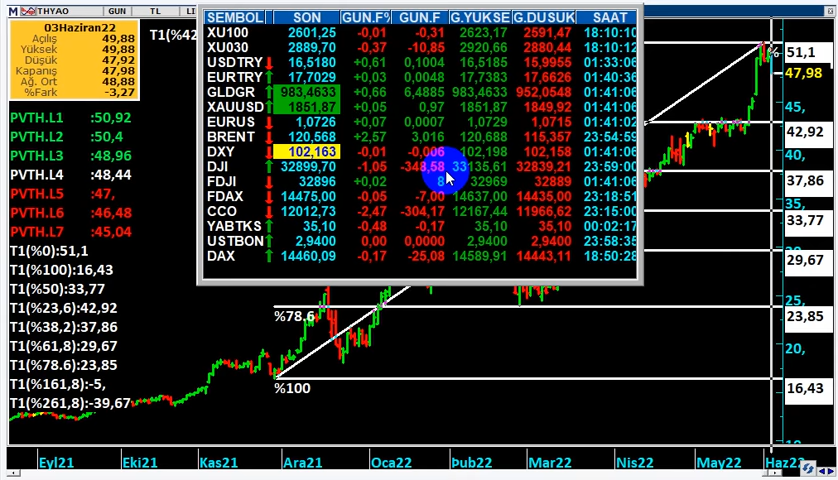 M THYAO GUN TL LI
03Haziran22
Açılış 49,88
Yüksek 49,88
Düşük 47,92
Kapanış 47,98
Ağ. Ort 48,88
%Fark -3,27
T1(%42
PVTH.L1 :50,92
PVTH.L2 :50,4
PVTH.L3 :48,96
PVTH.L4 :48,44
PVTH.L5 :47,
PVTH.L6 :46,48
PVTH.L7 :45,04
T1(%0):51,1
T1(%100):16,43
T1(%50):33,77
T1(%23,6):42,92
T1(%38,2):37,86
T1(%61,8):29,67
T1(%78.6):23,85
T1(%161,8):-5,
T1(%261,8):-39,67
SEMBOL SON GUN.F% GUN.F G.YUKSE G.DUSUK SAAT
XU100 2601,25 -0,01 -0,31 2623,17 2591,47 18:10:10
XU030 2889,70 -0,37 -10,85 2920,66 2880,44 18:10:12
USDTRY 16,5180 +0,61 0,1004 16,5185 15,9955 01:33:06
EURTRY 17,7029 +0,03 0,0048 17,7383 17,6626 01:40:36
GLDGR 983,4633 +0,66 6,4885 983,4633 952,0548 01:41:06
XAUUSD 1851,87 +0,05 0,97 1851,87 1849,92 01:41:06
EURUS 1,0726 +0,07 0,0007 1,0726 1,0715 01:41:02
BRENT 120,568 +2,57 3,016 120,688 115,357 23:54:59
DXY 102,163 -0,01 -0,006 102,198 102,158 01:41:06
DJI 32899,70 -1,05 -348,58 33135,61 32839,21 23:59:00
FDJI 32896 +0,02 8 32969 32889 01:41:06
FDAX 14475,00 -0,05 -7,00 14637,00 14435,00 23:18:51
CCO 12012,73 -2,47 -304,17 12167,44 11966,62 23:15:00
YABTKS 35,10 -0,48 -0,17 35,10 35,10 00:02:17
USTBON 2,9400 0,00 0,0000 2,9400 2,9400 23:58:35
DAX 14460,09 -0,17 -25,08 14589,91 14443,11 18:50:28
%78.6
%100
51,1
47,98
45,
42,92
37,86
35,
33,77
29,67
25,
23,85
20,
16,43
Eyl21 Eki21 Kas21 Ara21 Oca22 Þub22 Mar22 Nis22 May22 Haz22